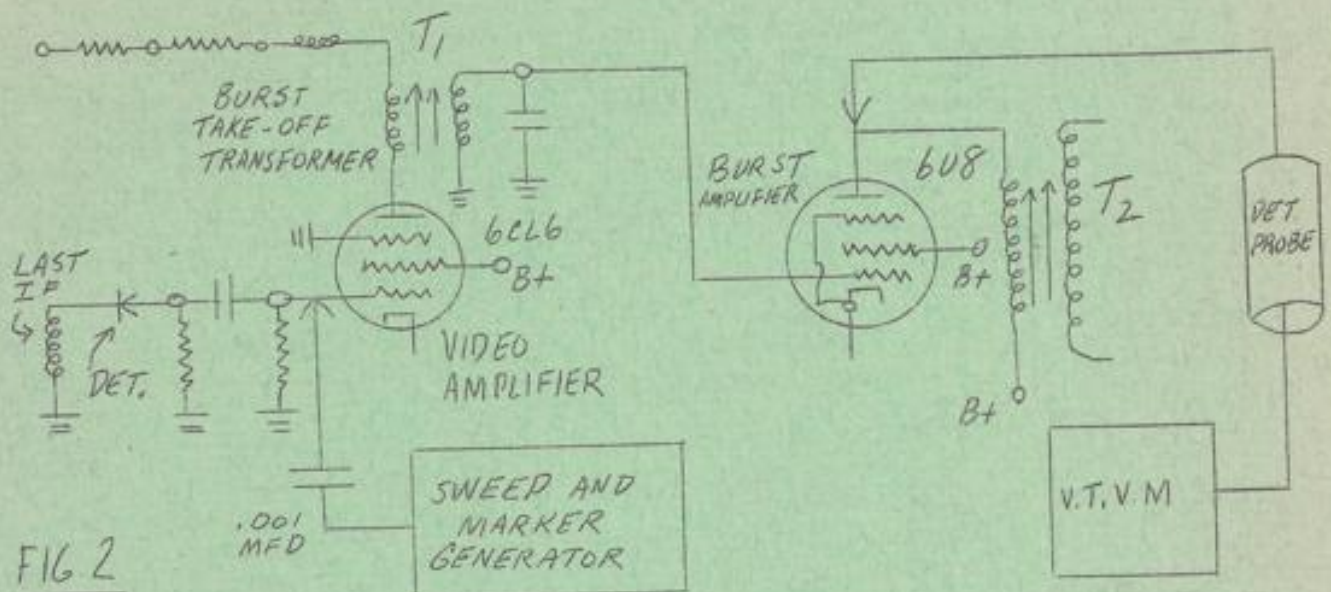 T1
BURST
TAKE-OFF
TRANSFORMER
6CL6
B+
LAST
IF
DET.
VIDEO
AMPLIFIER
.001
MFD
SWEEP AND
MARKER
GENERATOR
BURST
AMPLIFIER
6U8
B+
T2
B+
DET
PROBE
V.T.V.M
FIG 2